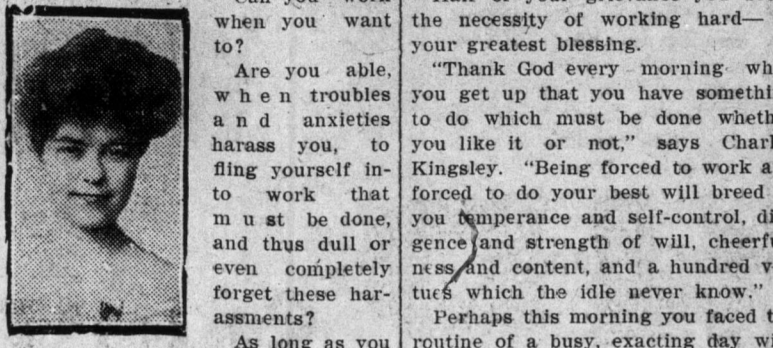 when you want
to?
Are you able,
when troubles
and anxieties
harass you, to
fling yourself in-
to work that
must be done,
and thus dull or
even completely
forget these har-
assments?
As long as you
the necessity of working hard—
your greatest blessing.
"Thank God every morning wh
you get up that you have somethi
to do which must be done wheth
you like it or not," says Charl
Kingsley. "Being forced to work a
forced to do your best will breed
you temperance and self-control, di
gence and strength of will, cheerfu
ness and content, and a hundred v
tues which the idle never know."
Perhaps this morning you faced t
routine of a busy, exacting day w